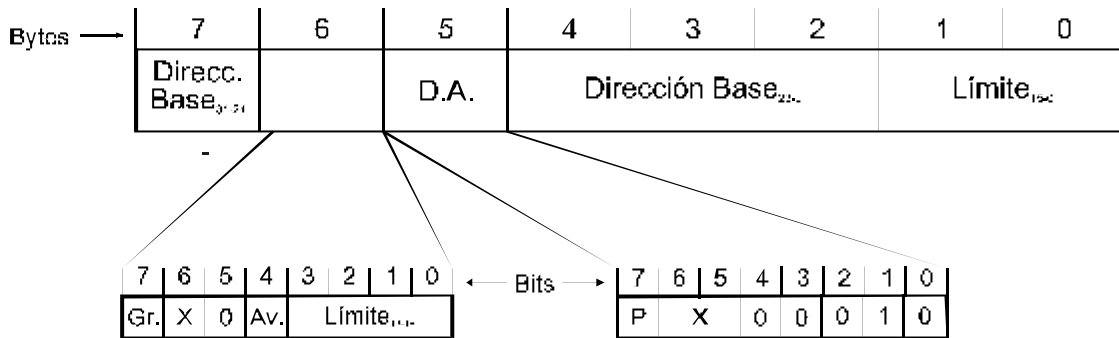 Bytes 7 6 5 4 3 2 1 0
Direcc. Base D.A. Dirección Base Límite
7 6 5 4 3 2 1 0 Bits 7 6 5 4 3 2 1 0
Gr. X 0 Av. Límite P X 0 0 0 1 0